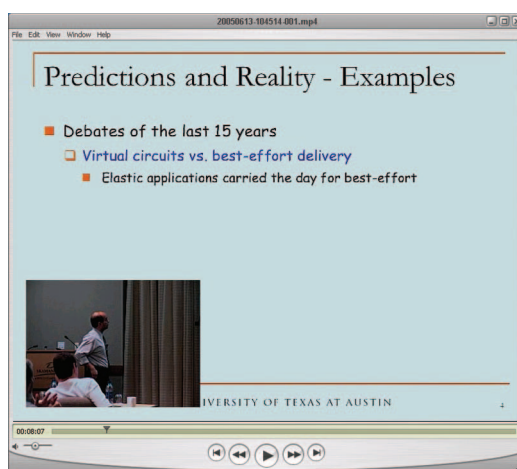 20050613-104514-001.mp4
File Edit View Window Help
Predictions and Reality - Examples
Debates of the last 15 years
Virtual circuits vs. best-effort delivery
Elastic applications carried the day for best-effort
IVERSITY OF TEXAS AT AUSTIN
4
00:08:07